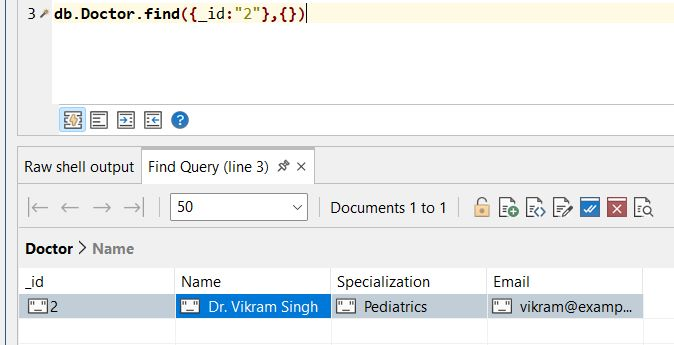 3 db.Doctor.find({_id:"2"},{})
Raw shell output Find Query (line 3)
50 Documents 1 to 1
Doctor > Name
_id Name Specialization Email
2 Dr. Vikram Singh Pediatrics vikram@examp...